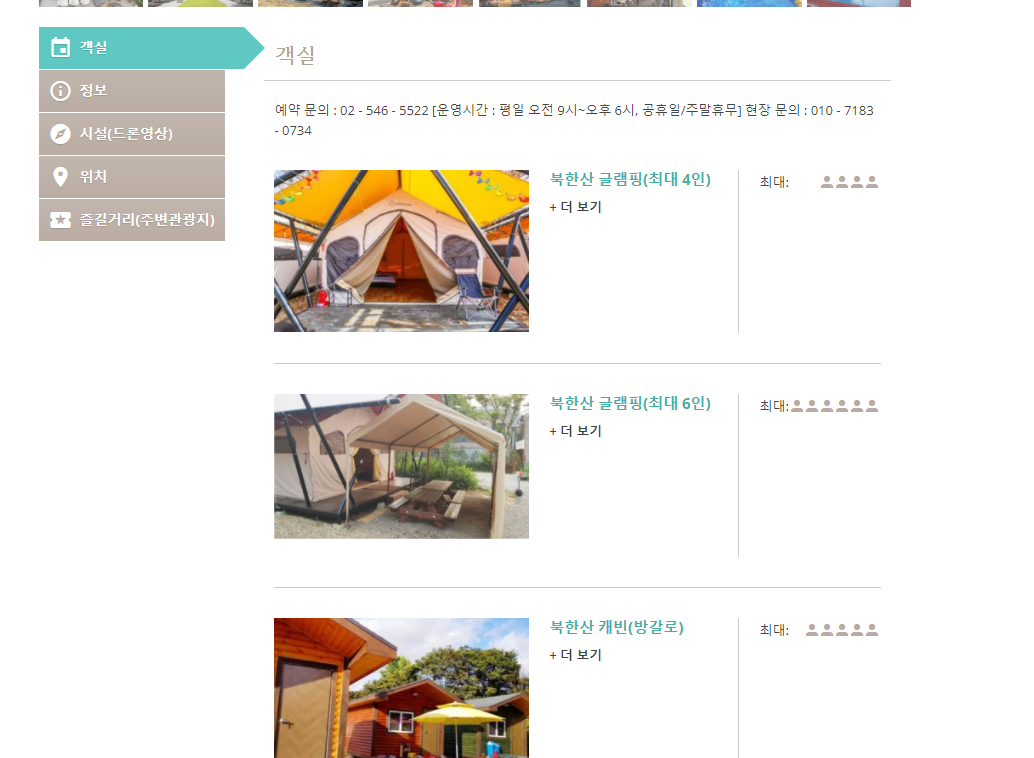 객실
정보
시설(드론영상)
위치
즐길거리(주변관광지)
객실
예약 문의 : 02 - 546 - 5522 [운영시간 : 평일 오전 9시~오후 6시, 공휴일/주말휴무] 현장 문의 : 010 - 7183
- 0734
북한산 글램핑(최대 4인)
+ 더 보기
최대:
북한산 글램핑(최대 6인)
+ 더 보기
최대:
북한산 캐빈(방갈로)
+ 더 보기
최대: